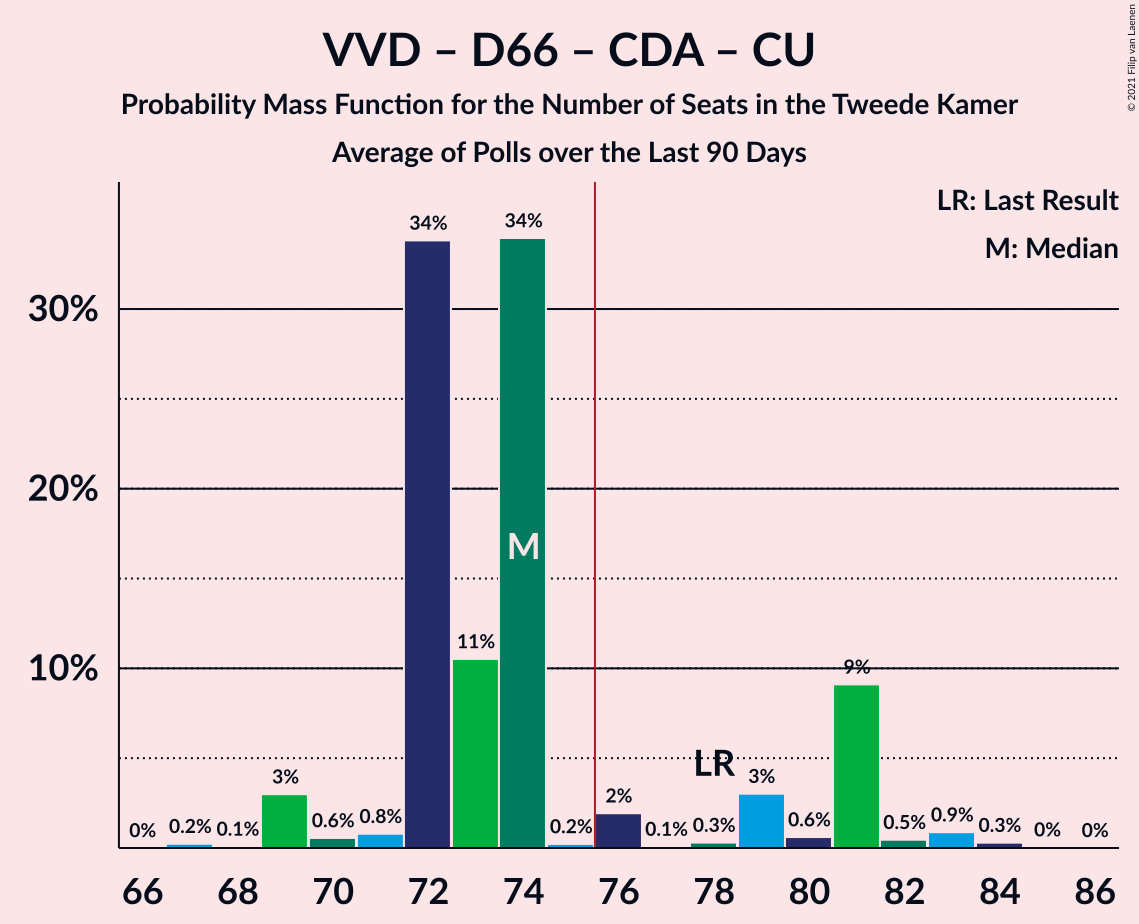 VVD – D66 – CDA – CU
Probability Mass Function for the Number of Seats in the Tweede Kamer
Average of Polls over the Last 90 Days
© 2021 Filip van Laenen
LR: Last Result
M: Median
30%
20%
10%
0%
0.2%
0.1%
3%
0.6%
0.8%
34%
11%
34%
0.2%
2%
0.1%
0.3%
3%
0.6%
9%
0.5%
0.9%
0.3%
0%
0%
M
LR
66 68 70 72 74 76 78 80 82 84 86